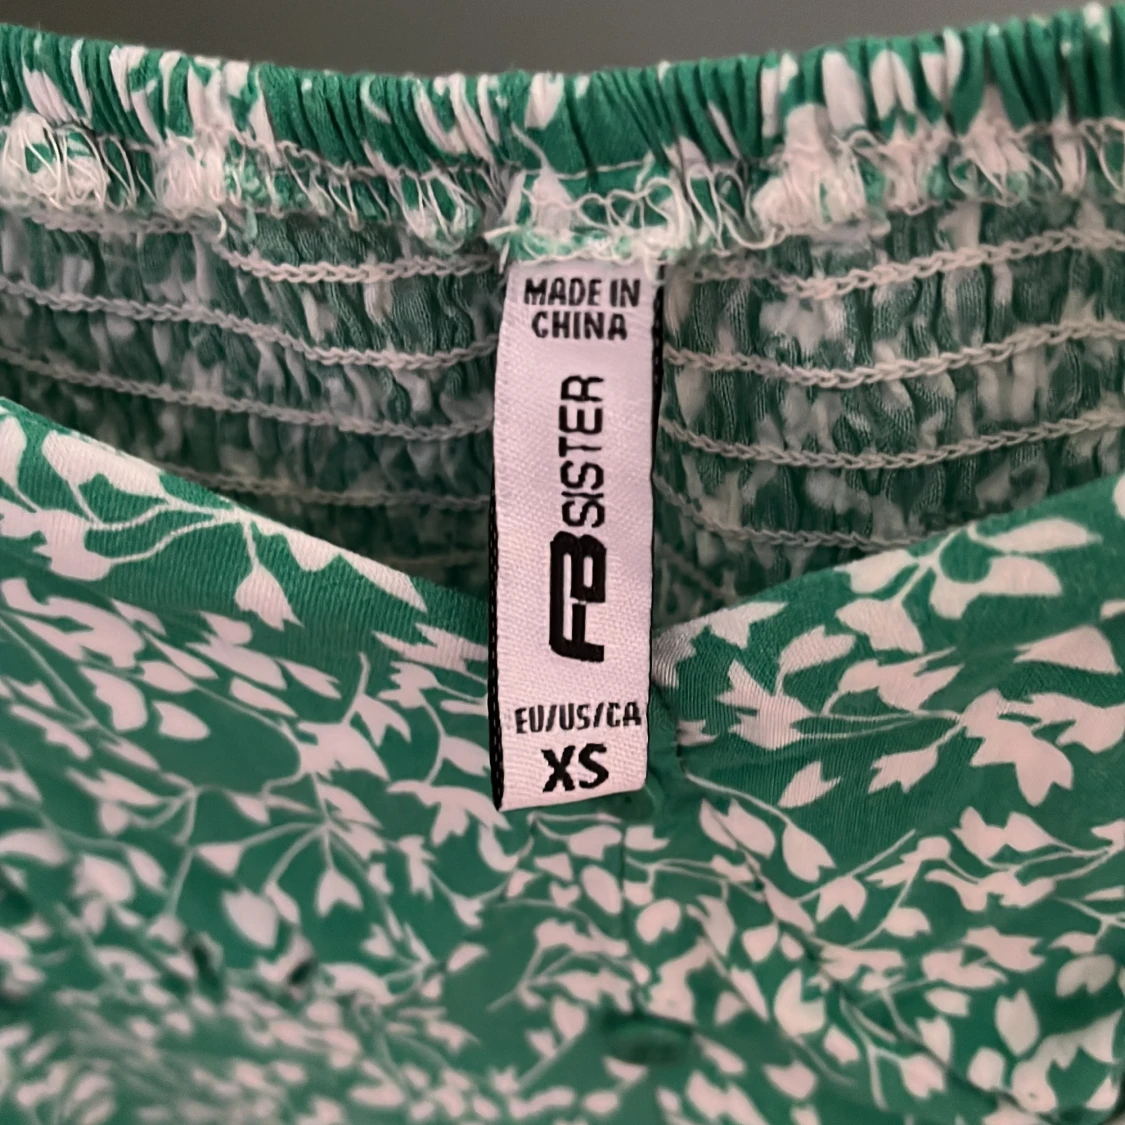 MADE IN
CHINA
FB SISTER
EU/US/CA
XS